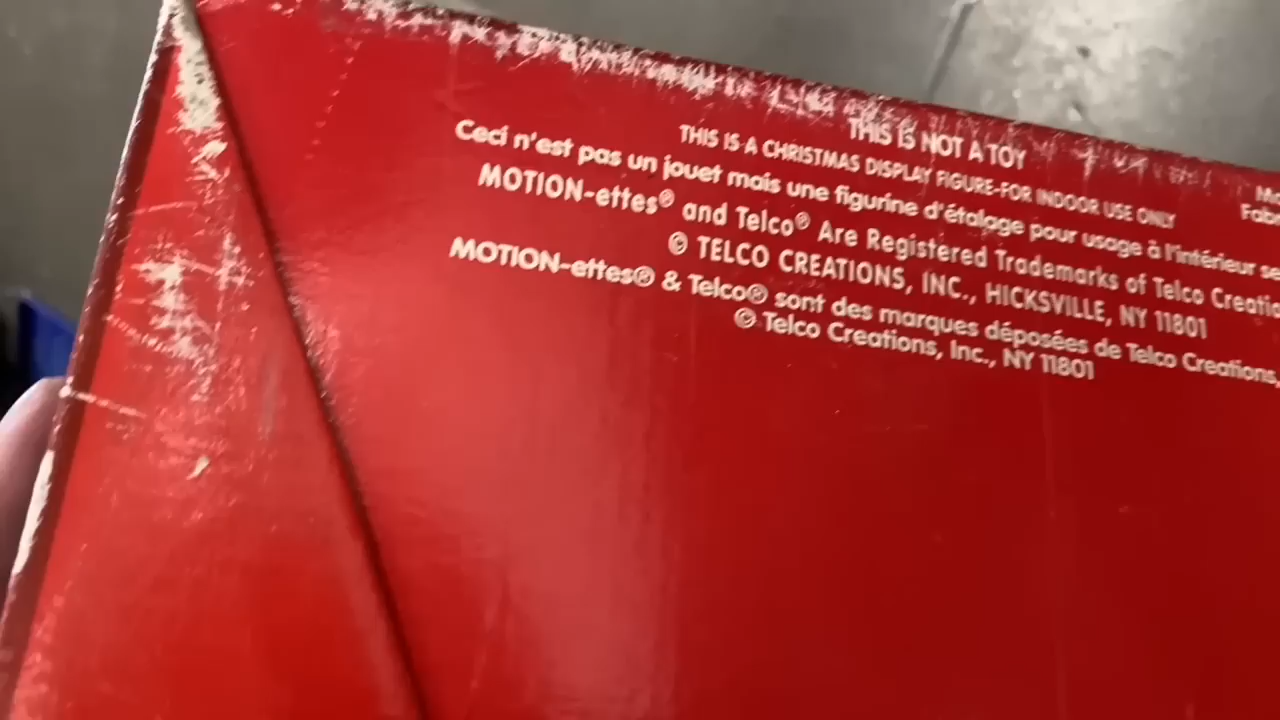 THIS IS NOT A TOY
THIS IS A CHRISTMAS DISPLAY FIGURE-FOR INDOOR USE ONLY
Ceci n'est pas un jouet mais une figurine d'étalage pour usage à l'intérieur
MOTION-ettes® and Telco® Are Registered Trademarks of Telco
© TELCO CREATIONS, INC., HICKSVILLE, NY 11801
MOTION-ettes® & Telco® sont des marques déposées de Telco Creations,
© Telco Creations, Inc., NY 11801